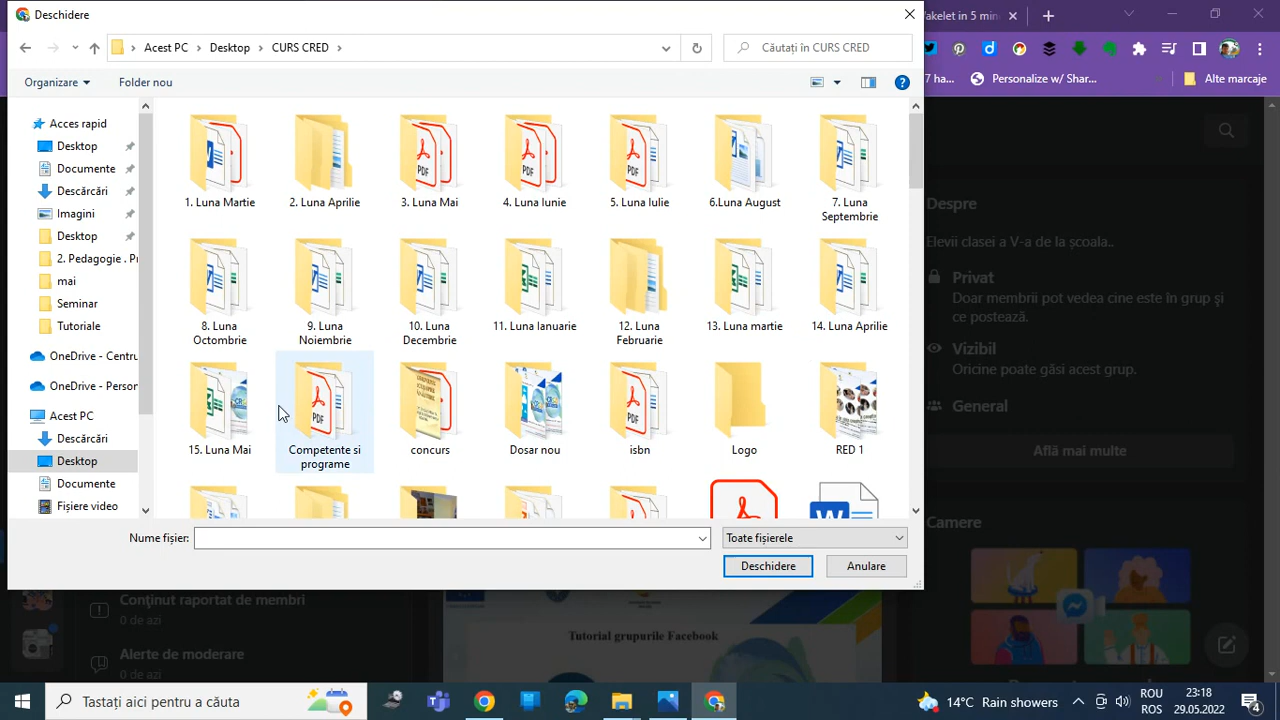 Deschidere
Acest PC
Desktop
CURS CRED
Căutați în CURS CRED
Organizare
Folder nou
Acces rapid
Desktop
Documente
Descărcări
Imagini
Desktop
2. Pedagogie . Pr
mai
Seminar
Tutoriale
OneDrive - Centru
OneDrive - Person
Acest PC
Descărcări
Desktop
Documente
Fișiere video
1. Luna Martie
2. Luna Aprilie
3. Luna Mai
4. Luna Iunie
5. Luna Iulie
6.Luna August
7. Luna
Septembrie
8. Luna
Octombrie
9. Luna
Noiembrie
10. Luna
Decembrie
11. Luna Ianuarie
12. Luna
Februarie
13. Luna martie
14. Luna Aprilie
15. Luna Mai
Competente si
programe
concurs
Dosar nou
isbn
Logo
RED 1
Nume fișier:
Toate fișierele
Deschidere
Anulare
Wakelet in 5 min
7 ha...
Personalize w/ Shar...
Alte marcaje
Despre
Elevii clasei a V-a de la școala..
Privat
Doar membrii pot vedea cine este în grup şi
ce postează.
Vizibil
Oricine poate găsi acest grup.
General
Află mai multe
Camere
Conţinut raportat de membri
0 de azi
Alerte de moderare
0 de azi
Tutorial grupurile Facebook
Tastați aici pentru a căuta
14°C Rain showers
ROU
ROS
23:18
29.05.2022
4